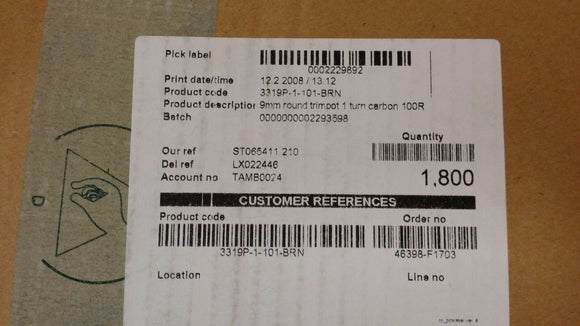 Pick label
0002229892
Print date/time 12.2.2008 / 13.12
Product code 3319P-1-101-BRN
Product description 9mm round trimpot 1 turn carbon 100R
Batch 0000000002293598
Quantity
Our ref ST065411 210
Del ref LX022446
Account no TAMB0024
1,800
CUSTOMER REFERENCES
Product code Order no
3319P-1-101-BRN 46398-F1703
Location Line no